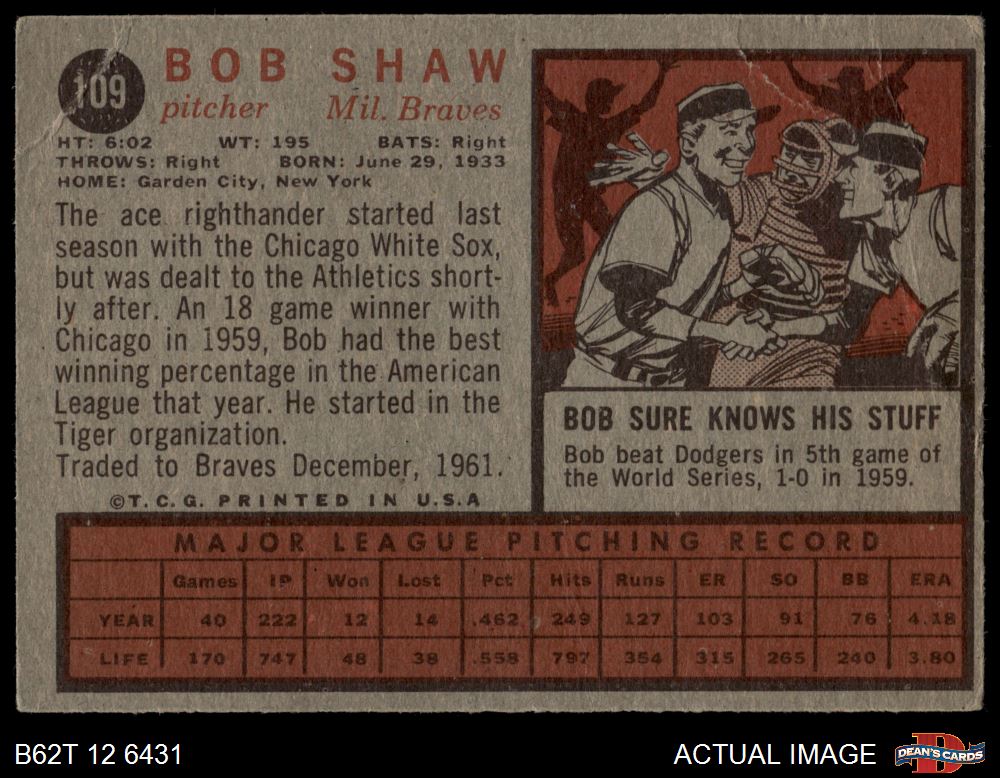 109
BOB SHAW
pitcher Mil. Braves
HT: 6:02 WT: 195 BATS: Right
THROWS: Right BORN: June 29, 1933
HOME: Garden City, New York
The ace righthander started last
season with the Chicago White Sox,
but was dealt to the Athletics short-
ly after. An 18 game winner with
Chicago in 1959, Bob had the best
winning percentage in the American
League that year. He started in the
Tiger organization.
Traded to Braves December, 1961.
©T.C.G. PRINTED IN U.S.A
BOB SURE KNOWS HIS STUFF
Bob beat Dodgers in 5th game of
the World Series, 1-0 in 1959.
MAJOR LEAGUE PITCHING RECORD
Games IP Won Lost Pct Hits Runs ER SO BB ERA
YEAR 40 222 12 14 .462 249 127 103 91 76 4.18
LIFE 170 747 48 38 .558 797 354 315 265 240 3.80
B62T 12 6431
ACTUAL IMAGE
D
DEAN'S CARDS